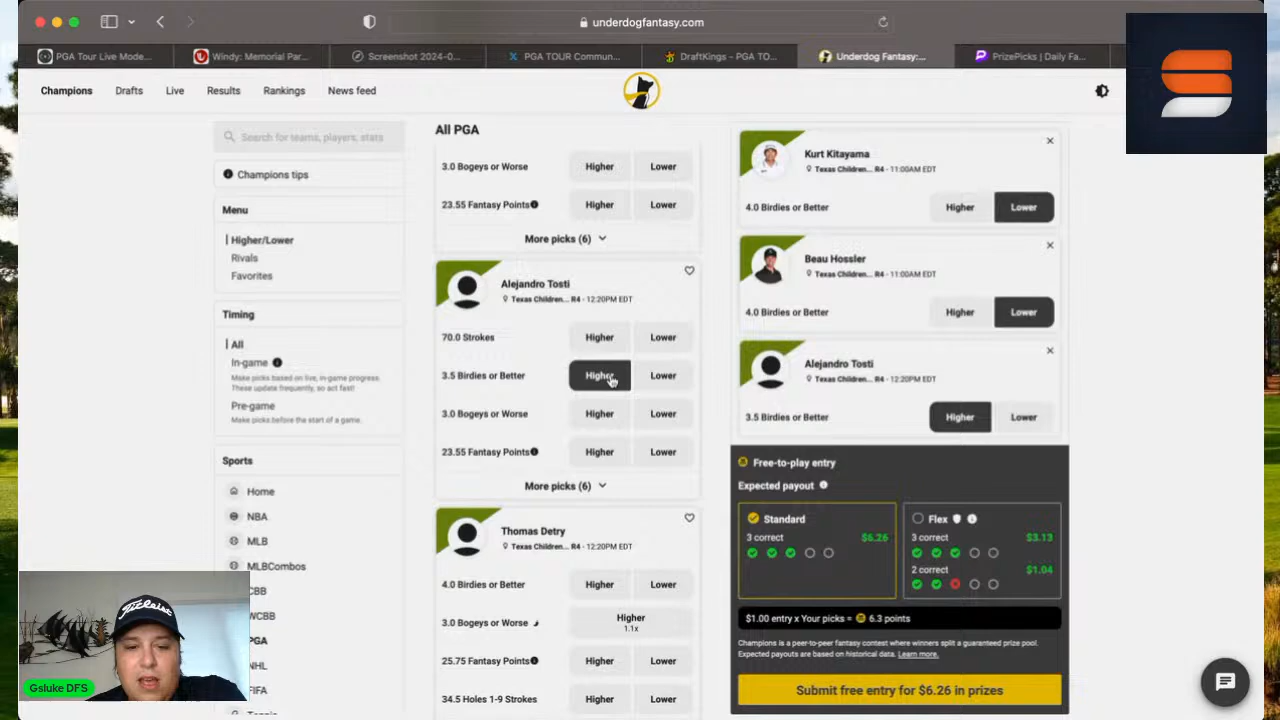 underdogfantasy.com
PGA Tour Live Mode...
Windy: Memorial Par...
Screenshot 2024-0...
PGA TOUR Commun...
DraftKings - PGA TO...
Underdog Fantasy:...
PrizePicks | Daily Fa...
Champions
Drafts
Live
Results
Rankings
News feed
Search for teams, players, stats
Champions tips
Menu
Higher/Lower
Rivals
Favorites
Timing
All
In-game
Make picks based on live, in-game progress.
These update frequently, so act fast!
Pre-game
Make picks before the start of a game.
Sports
Home
NBA
MLB
MLBCombos
CBB
WCBB
PGA
NHL
FIFA
Tennis
All PGA
3.0 Bogeys or Worse Higher Lower
23.55 Fantasy Points Higher Lower
More picks (6)
Alejandro Tosti
Texas Children... R4 - 12:20PM EDT
70.0 Strokes Higher Lower
3.5 Birdies or Better Higher Lower
3.0 Bogeys or Worse Higher Lower
23.55 Fantasy Points Higher Lower
More picks (6)
Thomas Detry
Texas Children... R4 - 12:20PM EDT
4.0 Birdies or Better Higher Lower
3.0 Bogeys or Worse Higher
1.1x
25.75 Fantasy Points Higher Lower
34.5 Holes 1-9 Strokes Higher Lower
Kurt Kitayama
Texas Children... R4 - 11:00AM EDT
4.0 Birdies or Better Higher Lower
Beau Hossler
Texas Children... R4 - 11:00AM EDT
4.0 Birdies or Better Higher Lower
Alejandro Tosti
Texas Children... R4 - 12:20PM EDT
3.5 Birdies or Better Higher Lower
Free-to-play entry
Expected payout
Standard
3 correct $6.26
Flex
3 correct $3.13
2 correct $1.04
$1.00 entry x Your picks = 6.3 points
Champions is a peer-to-peer fantasy contest where winners split a guaranteed prize pool.
Expected payouts are based on historical data. Learn more.
Submit free entry for $6.26 in prizes
Titleist
Gsluke DFS